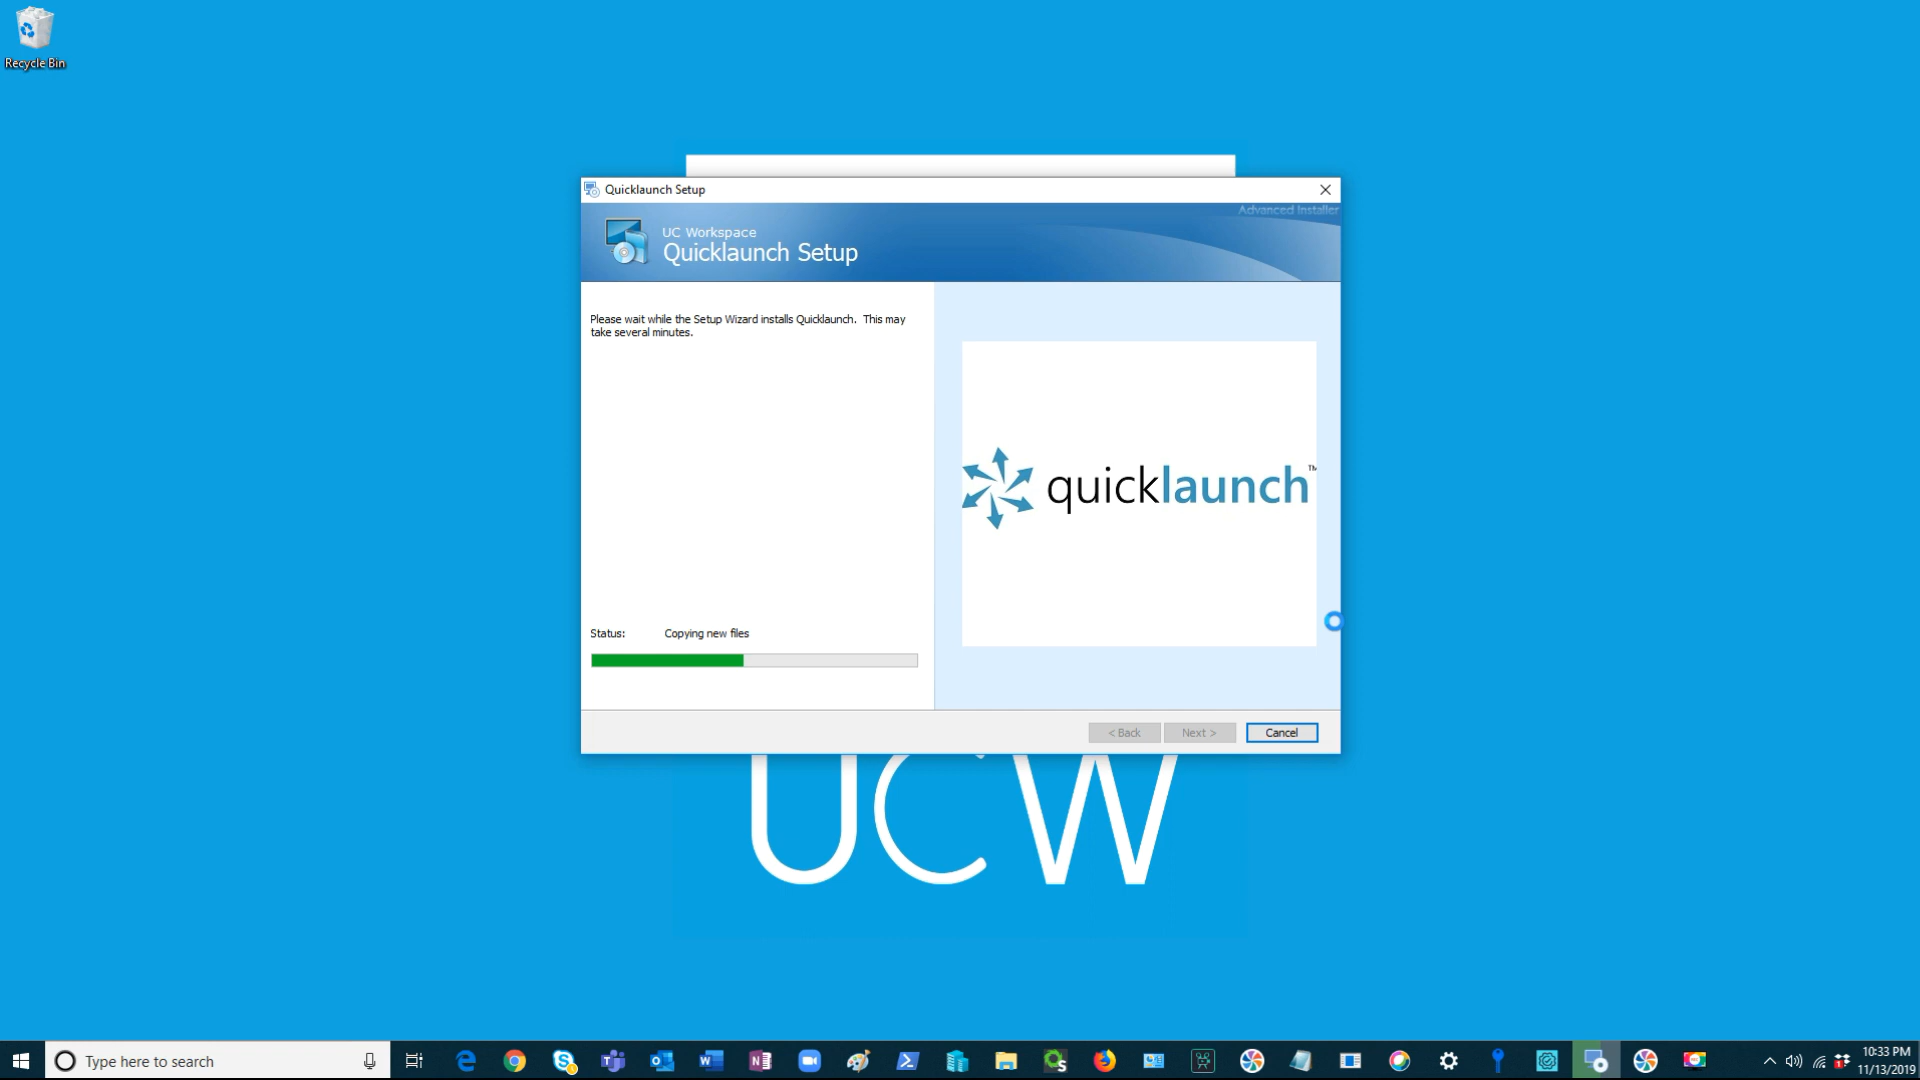 Recycle Bin
Quicklaunch Setup
Advanced Installer
UC Workspace
Quicklaunch Setup
Please wait while the Setup Wizard installs Quicklaunch. This may
take several minutes.
quicklaunch™
Status: Copying new files
< Back Next > Cancel
UCW
Type here to search
10:33 PM
11/13/2019